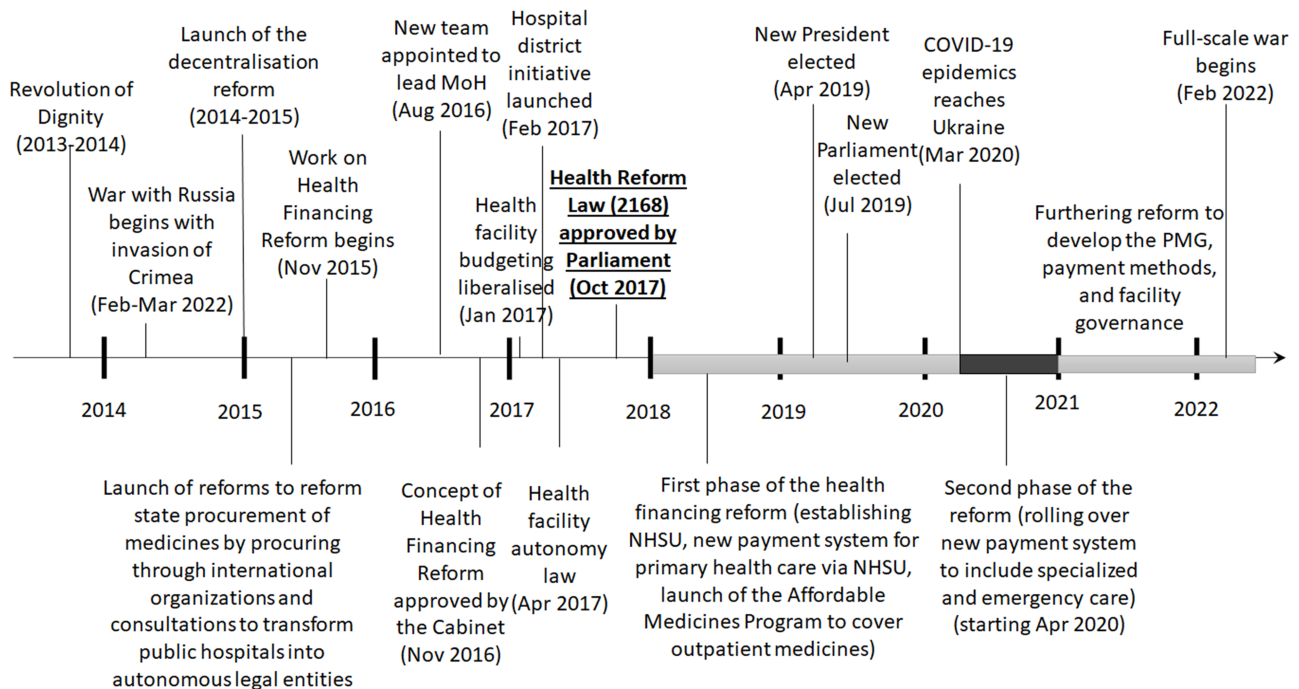 Revolution of
Dignity
(2013-2014)
War with Russia
begins with
invasion of
Crimea
(Feb-Mar 2022)
Launch of the
decentralisation
reform
(2014-2015)
Work on
Health
Financing
Reform begins
(Nov 2015)
New team
appointed to
lead MoH
(Aug 2016)
Health
facility
budgeting
liberalised
(Jan 2017)
Hospital
district
initiative
launched
(Feb 2017)
Health Reform
Law (2168)
approved by
Parliament
(Oct 2017)
New President
elected
(Apr 2019)
New
Parliament
elected
(Jul 2019)
COVID-19
epidemics
reaches
Ukraine
(Mar 2020)
Furthering reform to
develop the PMG,
payment methods,
and facility
governance
Full-scale war
begins
(Feb 2022)
2014
2015
2016
2017
2018
2019
2020
2021
2022
Launch of reforms to reform
state procurement of
medicines by procuring
through international
organizations and
consultations to transform
public hospitals into
autonomous legal entities
Concept of
Health
Financing
Reform
approved by
the Cabinet
(Nov 2016)
Health
facility
autonomy
law
(Apr 2017)
First phase of the health
financing reform (establishing
NHSU, new payment system for
primary health care via NHSU,
launch of the Affordable
Medicines Program to cover
outpatient medicines)
Second phase of the
reform (rolling over
new payment system
to include specialized
and emergency care)
(starting Apr 2020)